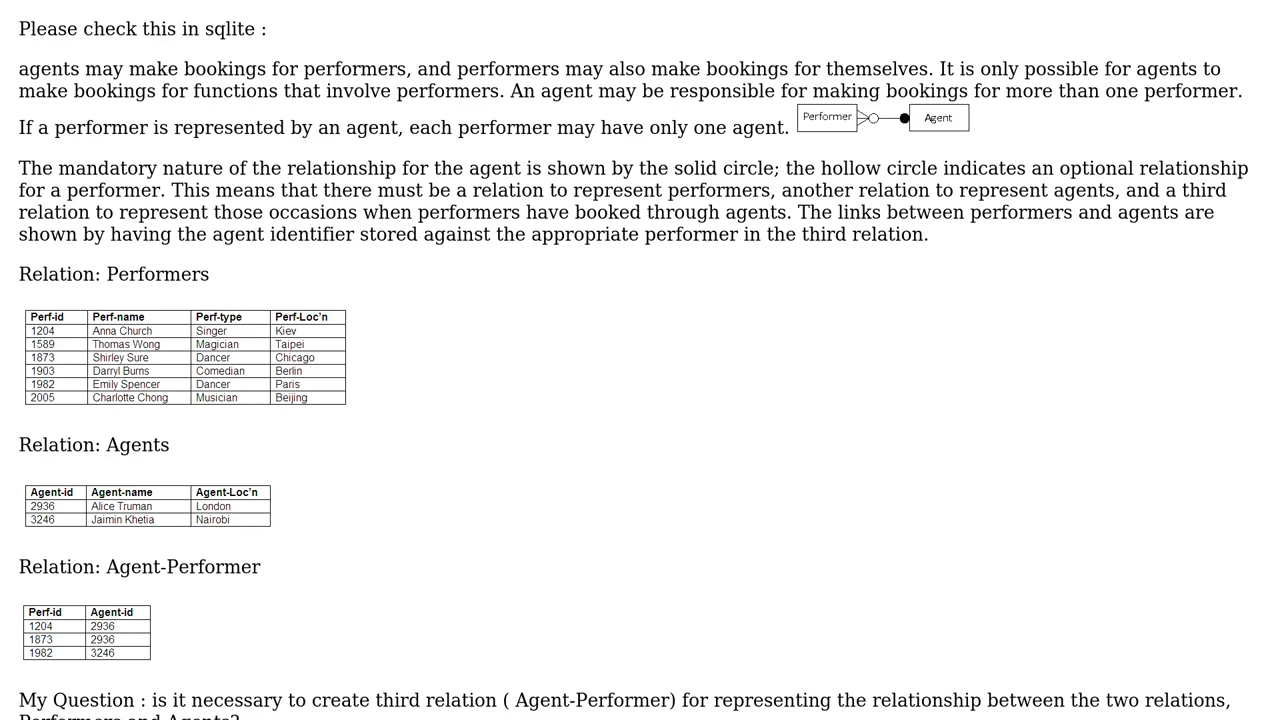 Please check this in sqlite :
agents may make bookings for performers, and performers may also make bookings for themselves. It is only possible for agents to
make bookings for functions that involve performers. An agent may be responsible for making bookings for more than one performer.
If a performer is represented by an agent, each performer may have only one agent. Performer Agent
The mandatory nature of the relationship for the agent is shown by the solid circle; the hollow circle indicates an optional relationship
for a performer. This means that there must be a relation to represent performers, another relation to represent agents, and a third
relation to represent those occasions when performers have booked through agents. The links between performers and agents are
shown by having the agent identifier stored against the appropriate performer in the third relation.
Relation: Performers
Perf-id Perf-name Perf-type Perf-Loc'n
1204 Anna Church Singer Kiev
1589 Thomas Wong Magician Taipei
1873 Shirley Sure Dancer Chicago
1903 Darryl Burns Comedian Berlin
1982 Emily Spencer Dancer Paris
2005 Charlotte Chong Musician Beijing
Relation: Agents
Agent-id Agent-name Agent-Loc'n
2936 Alice Truman London
3246 Jaimin Khetia Nairobi
Relation: Agent-Performer
Perf-id Agent-id
1204 2936
1873 2936
1982 3246
My Question : is it necessary to create third relation ( Agent-Performer) for representing the relationship between the two relations,
Performers and Agents?